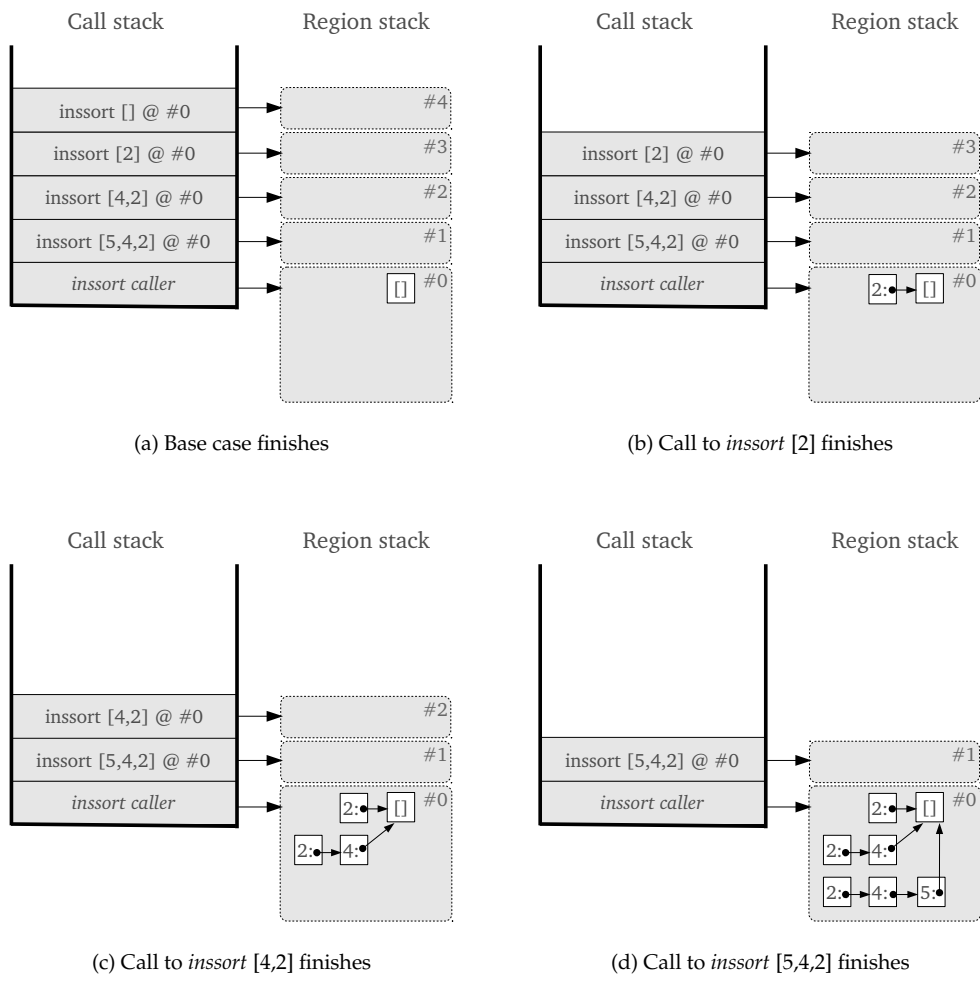 Call stack
Region stack
inssort [] @ #0
#4
inssort [2] @ #0
#3
inssort [4,2] @ #0
#2
inssort [5,4,2] @ #0
#1
inssort caller
#0
[]
(a) Base case finishes
Call stack
Region stack
inssort [2] @ #0
#3
inssort [4,2] @ #0
#2
inssort [5,4,2] @ #0
#1
inssort caller
#0
2: []
(b) Call to inssort [2] finishes
Call stack
Region stack
inssort [4,2] @ #0
#2
inssort [5,4,2] @ #0
#1
inssort caller
#0
2: []
2: 4:
(c) Call to inssort [4,2] finishes
Call stack
Region stack
inssort [5,4,2] @ #0
#1
inssort caller
#0
2: []
2: 4:
2: 4: 5:
(d) Call to inssort [5,4,2] finishes